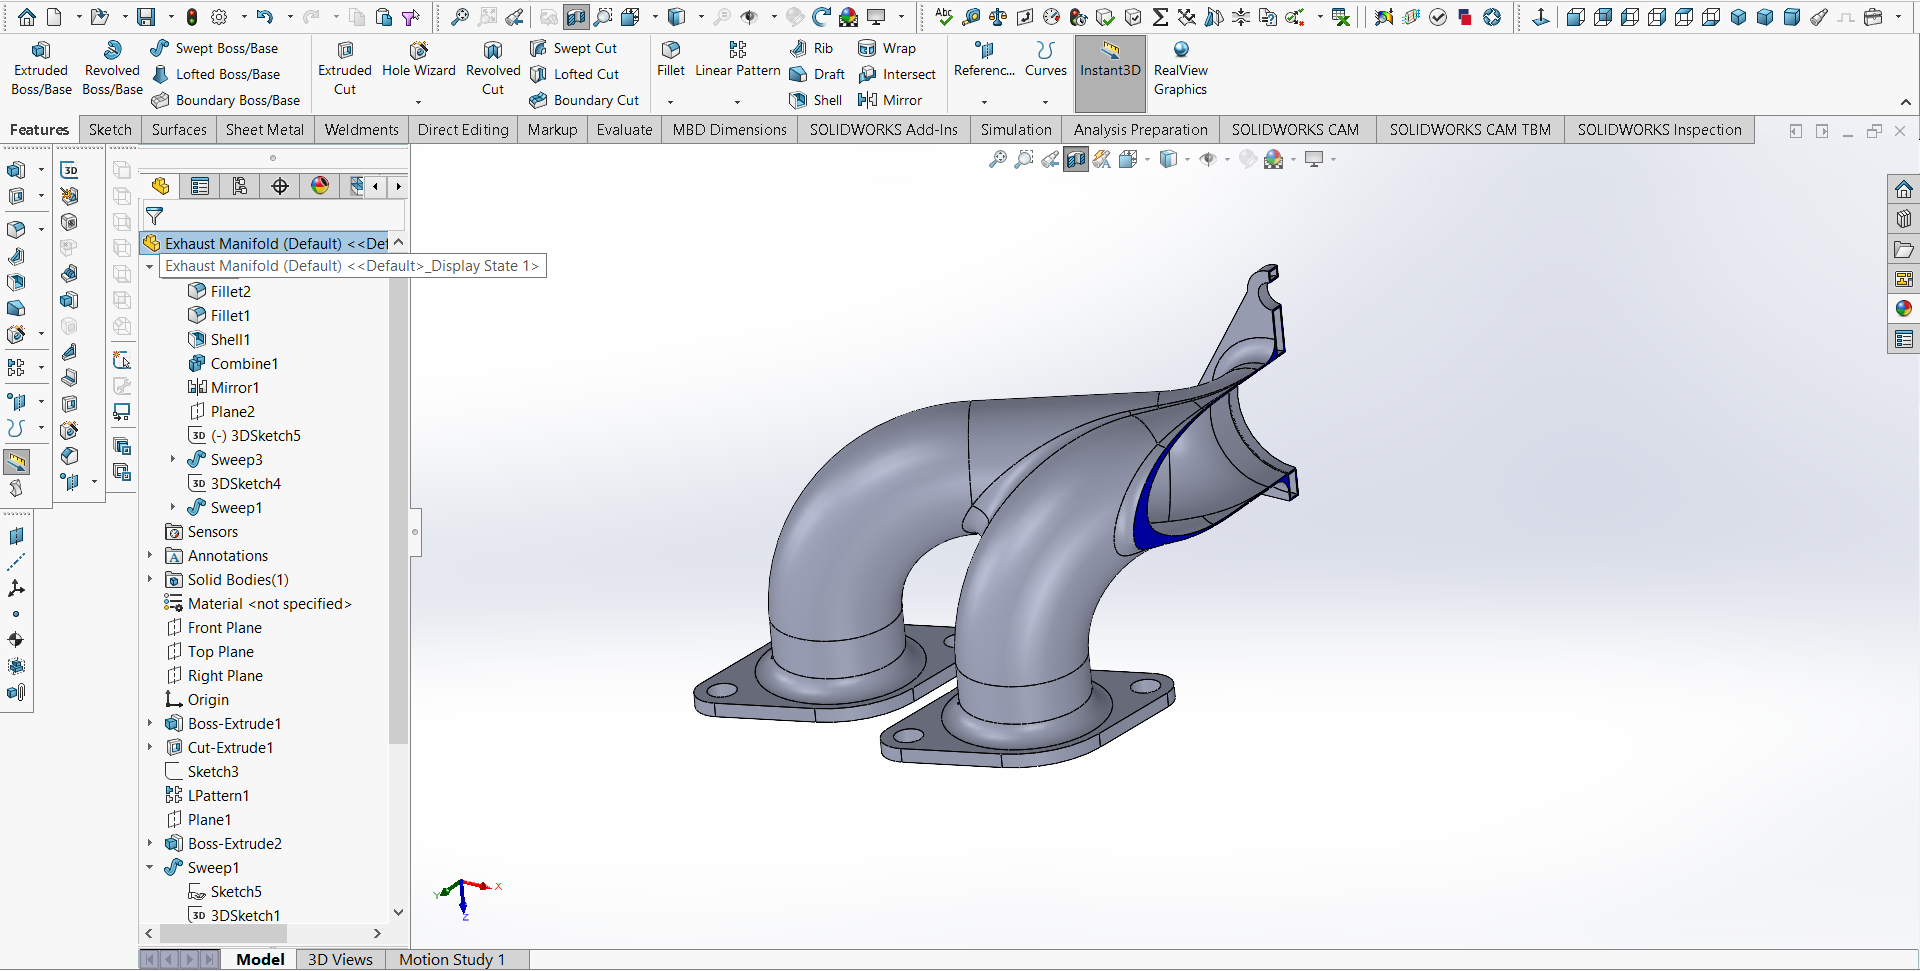 Extruded Boss/Base
Revolved Boss/Base
Swept Boss/Base
Lofted Boss/Base
Boundary Boss/Base
Extruded Cut
Hole Wizard
Revolved Cut
Swept Cut
Lofted Cut
Boundary Cut
Fillet
Linear Pattern
Rib
Draft
Shell
Wrap
Intersect
Mirror
Referenc...
Curves
Instant3D
RealView Graphics
Features
Sketch
Surfaces
Sheet Metal
Weldments
Direct Editing
Markup
Evaluate
MBD Dimensions
SOLIDWORKS Add-Ins
Simulation
Analysis Preparation
SOLIDWORKS CAM
SOLIDWORKS CAM TBM
SOLIDWORKS Inspection
3D
Exhaust Manifold (Default) <<Def
Exhaust Manifold (Default) <<Default>_Display State 1>
Fillet2
Fillet1
Shell1
Combine1
Mirror1
Plane2
3D (-) 3DSketch5
Sweep3
3D 3DSketch4
Sweep1
Sensors
A Annotations
Solid Bodies(1)
Material <not specified>
Front Plane
Top Plane
Right Plane
Origin
Boss-Extrude1
Cut-Extrude1
Sketch3
LPattern1
Plane1
Boss-Extrude2
Sweep1
Sketch5
3D 3DSketch1
Y
X
Z
Model
3D Views
Motion Study 1